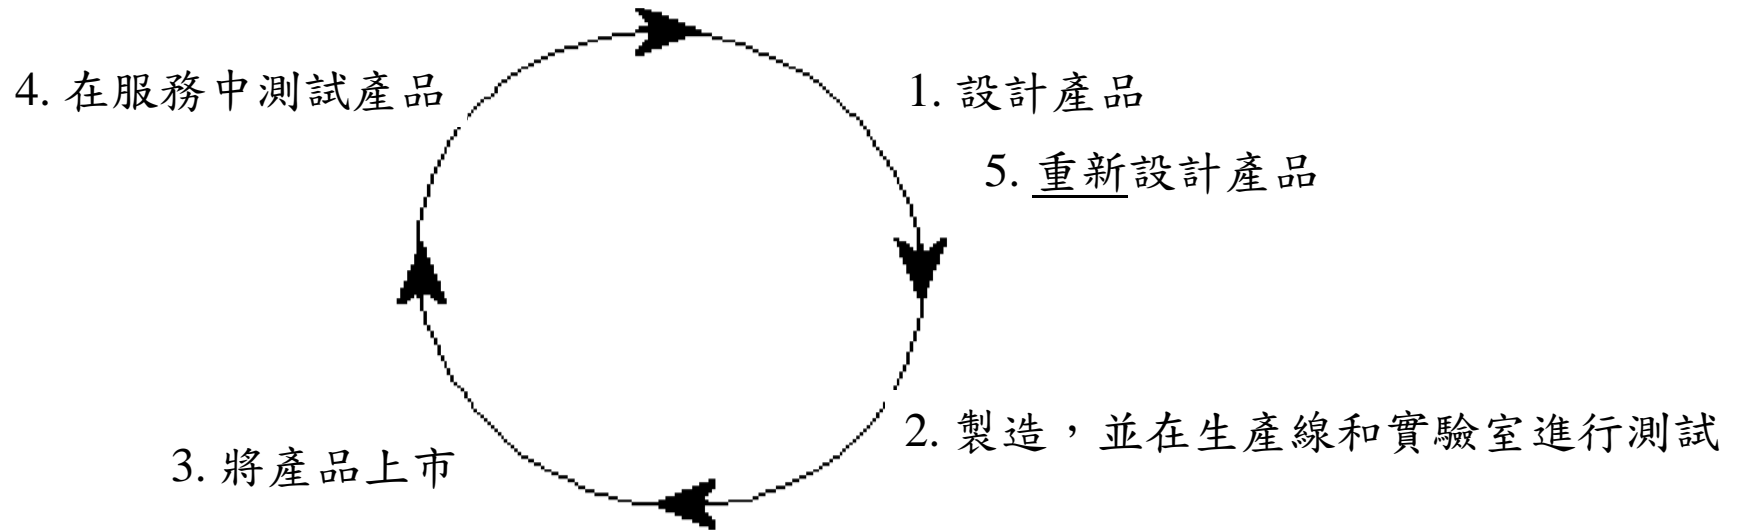 4. 在服務中測試產品
1. 設計產品
5. 重新設計產品
2. 製造，並在生產線和實驗室進行測試
3. 將產品上市